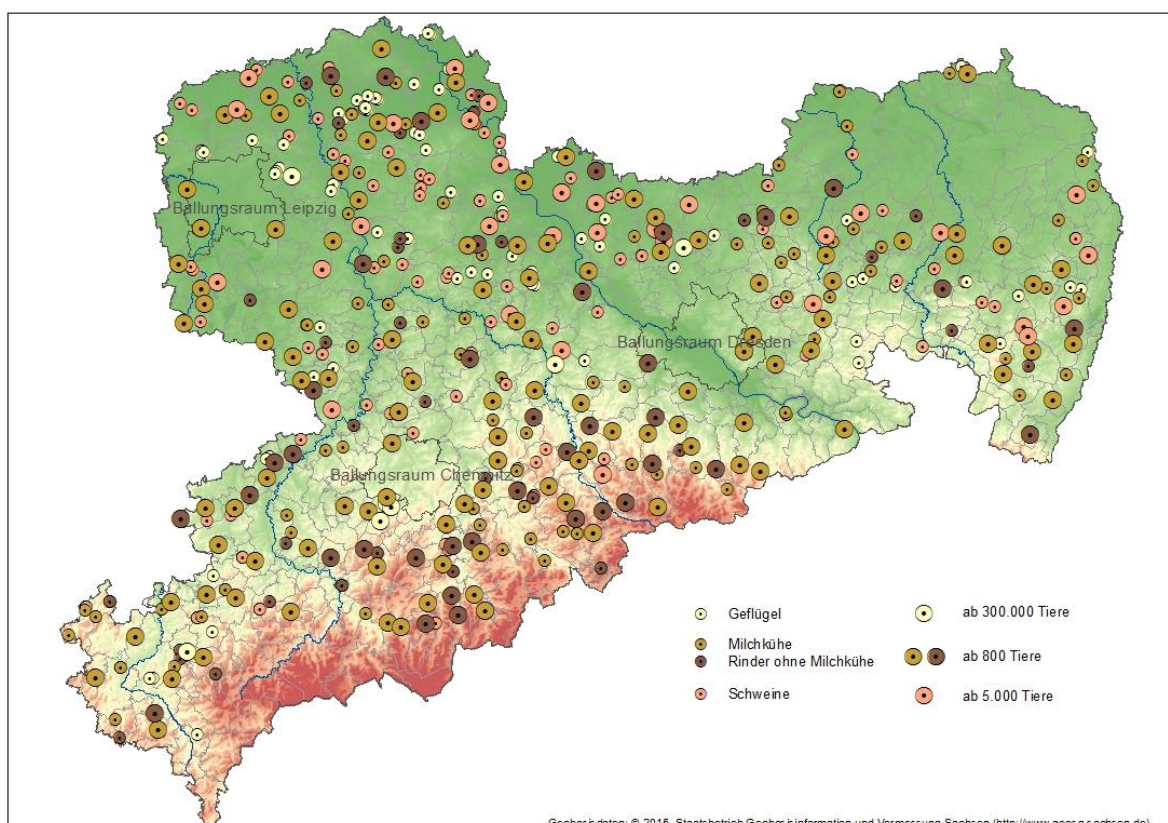 Ballungsraum Leipzig
Ballungsraum Dresden
Ballungsraum Chemnitz
Geflügel
ab 300.000 Tiere
Milchkühe
Rinder ohne Milchkühe
ab 800 Tiere
Schweine
ab 5.000 Tiere
Geobasisdaten: © 2015, Staatsbetrieb Geobasisinformation und Vermessung Sachsen